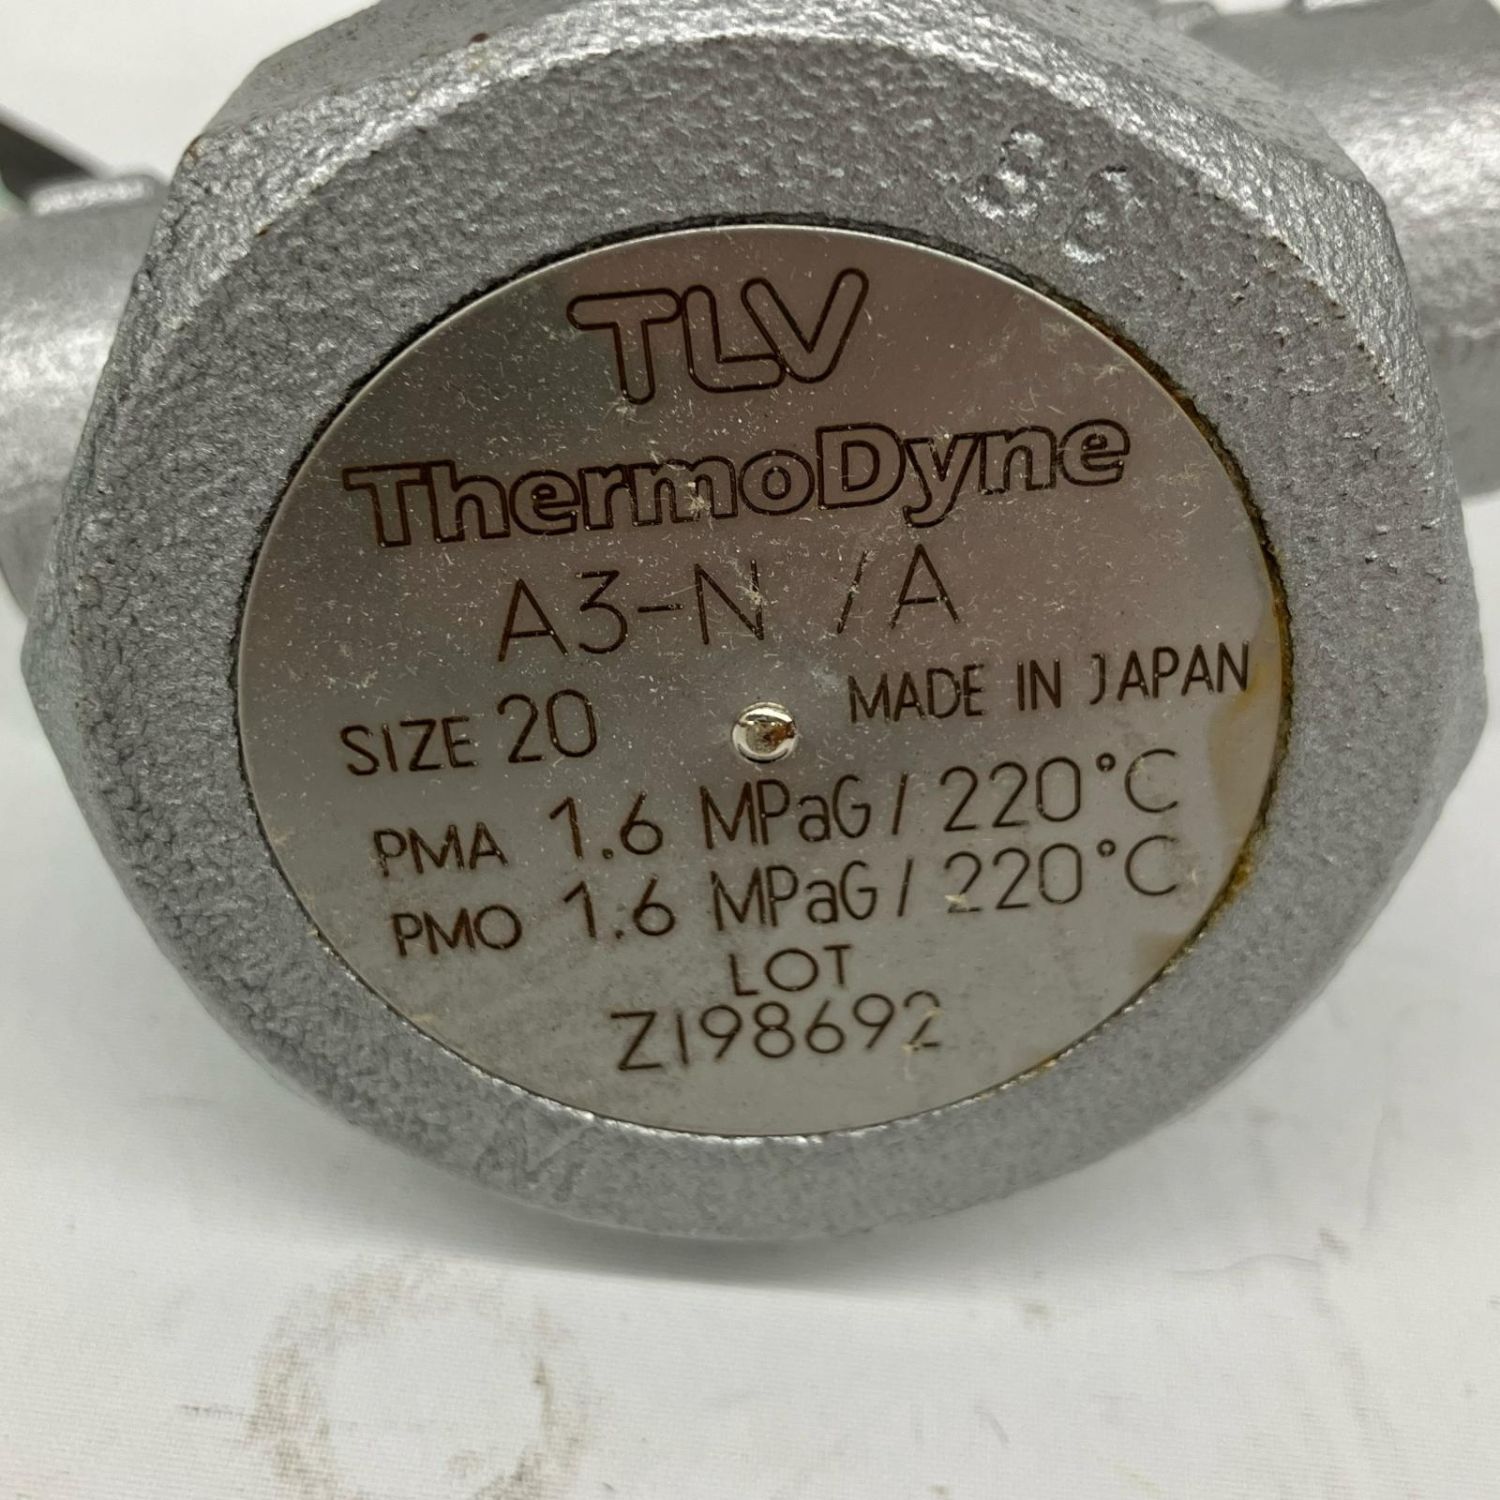 TLV
ThermoDyne
A3-N /A
SIZE 20 MADE IN JAPAN
PMA 1.6 MPaG / 220°C
PMO 1.6 MPaG / 220°C
LOT
ZI98692